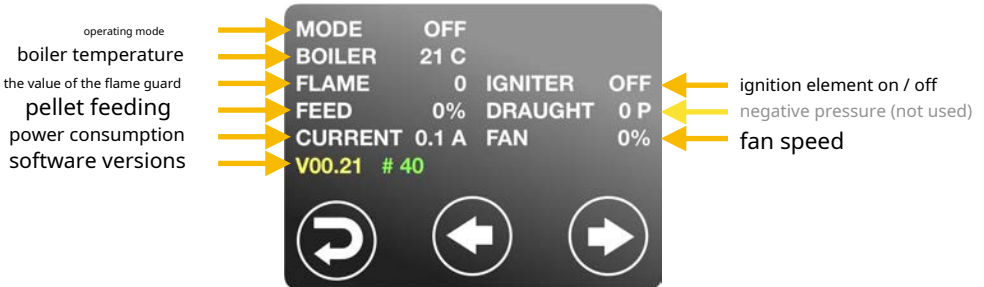 operating mode MODE OFF
boiler temperature BOILER 21 C
the value of the flame guard FLAME 0 IGNITER OFF ignition element on / off
pellet feeding FEED 0% DRAUGHT 0 P negative pressure (not used)
power consumption CURRENT 0.1 A FAN 0% fan speed
software versions V00.21 # 40